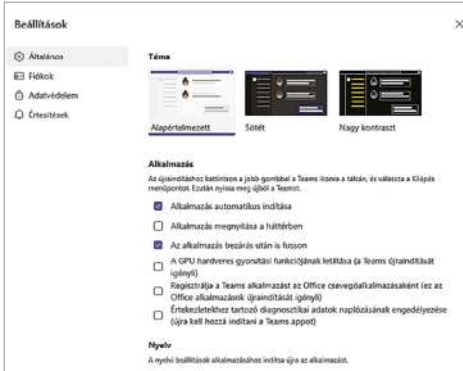 Beállítások
Általános
Fiókok
Adatvédelem
Értesítések
Téma
Alapértelmezett
Sötét
Nagy kontraszt
Alkalmazás
Az újraindításhoz kattintson a jobb gombbal a Teams ikonra a tálcán, és válassza a Kilépés
menüpontot. Ezután nyissa meg újból a Teamst.
Alkalmazás automatikus indítása
Alkalmazás megnyitása a háttérben
Az alkalmazás bezárás után is fusson
A GPU hardveres gyorsítási funkciójának letiltása (a Teams újraindítását
igényli)
Regisztrálja a Teams alkalmazást az Office csevegőalkalmazásaként (ez az
Office alkalmazások újraindítását igényli)
Értekezletekhez tartozó diagnosztikai adatok naplózásának engedélyezése
(újra kell hozzá indítani a Teams appot)
Nyelv
A nyelvi beállítások alkalmazásához indítsa újra az alkalmazást.